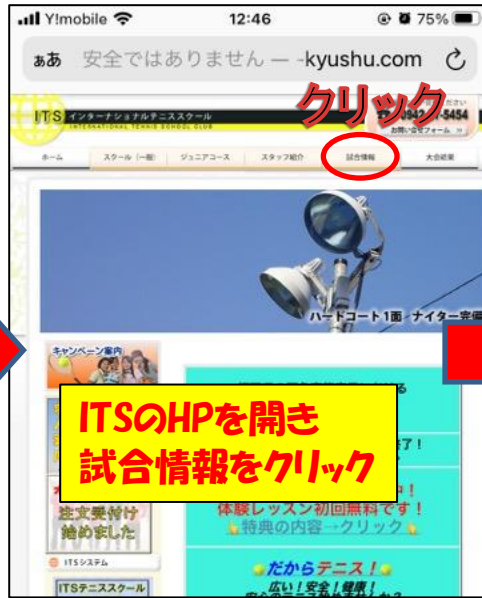 Y!mobile 12:46 75%
ぁあ 安全ではありません — -kyushu.com
クリック
ITS インターナショナルテニススクール
INTERNATIONAL TENNIS SCHOOL CLUB
お問い合せフォーム
ホーム スクール（一般） ジュニアコース スタッフ紹介 試合情報 大会結果
ハードコート1面 ナイター完備
キャンペーン案内
ITSのHPを開き
試合情報をクリック
注文受付け
始めました
体験レッスン初回無料です！
特典の内容→クリック
ITSシステム
だからテニス！
広い！安全！健康！
ITSテニススクール